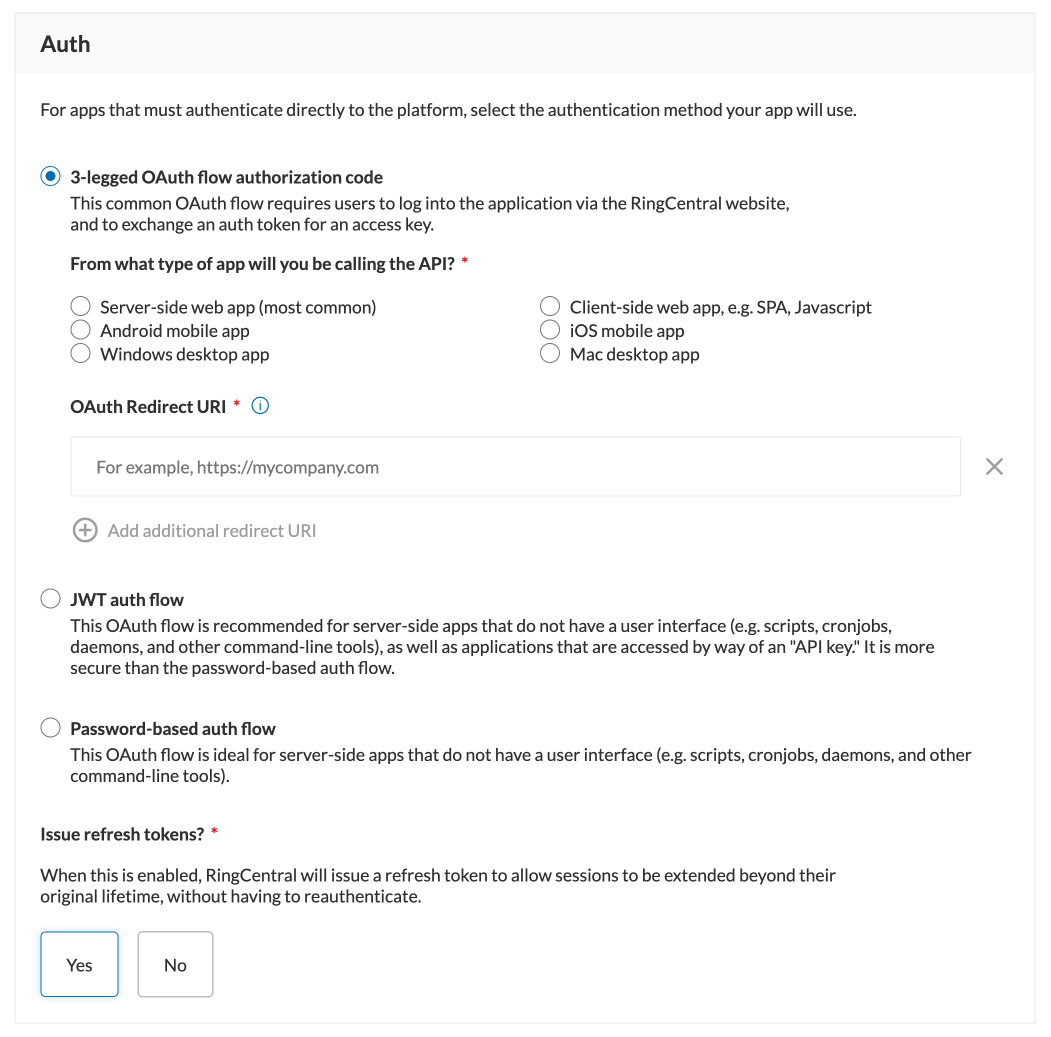 Auth
For apps that must authenticate directly to the platform, select the authentication method your app will use.
3-legged OAuth flow authorization code
This common OAuth flow requires users to log into the application via the RingCentral website,
and to exchange an auth token for an access key.
From what type of app will you be calling the API? *
Server-side web app (most common)
Client-side web app, e.g. SPA, Javascript
Android mobile app
iOS mobile app
Windows desktop app
Mac desktop app
OAuth Redirect URI *
For example, https://mycompany.com
Add additional redirect URI
JWT auth flow
This OAuth flow is recommended for server-side apps that do not have a user interface (e.g. scripts, cronjobs,
daemons, and other command-line tools), as well as applications that are accessed by way of an "API key." It is more
secure than the password-based auth flow.
Password-based auth flow
This OAuth flow is ideal for server-side apps that do not have a user interface (e.g. scripts, cronjobs, daemons, and other
command-line tools).
Issue refresh tokens? *
When this is enabled, RingCentral will issue a refresh token to allow sessions to be extended beyond their
original lifetime, without having to reauthenticate.
Yes
No